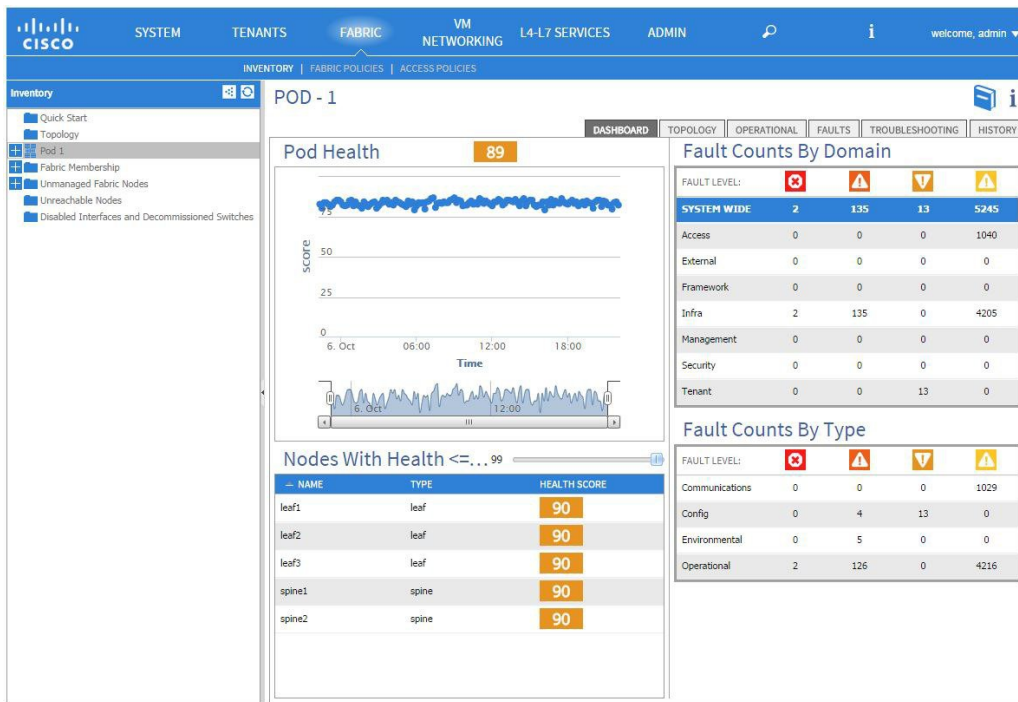 CISCO
SYSTEM TENANTS FABRIC VM NETWORKING L4-L7 SERVICES ADMIN i welcome, admin
INVENTORY | FABRIC POLICIES | ACCESS POLICIES
Inventory
Quick Start
Topology
Pod 1
Fabric Membership
Unmanaged Fabric Nodes
Unreachable Nodes
Disabled Interfaces and Decommissioned Switches
POD - 1
i
DASHBOARD TOPOLOGY OPERATIONAL FAULTS TROUBLESHOOTING HISTORY
Pod Health 89
score
75
50
25
0
6. Oct 06:00 12:00 18:00
Time
6. Oct 12:00
Nodes With Health <=... 99
NAME TYPE HEALTH SCORE
leaf1 leaf 90
leaf2 leaf 90
leaf3 leaf 90
spine1 spine 90
spine2 spine 90
Fault Counts By Domain
FAULT LEVEL:
SYSTEM WIDE 2 135 13 5245
Access 0 0 0 1040
External 0 0 0 0
Framework 0 0 0 0
Infra 2 135 0 4205
Management 0 0 0 0
Security 0 0 0 0
Tenant 0 0 13 0
Fault Counts By Type
FAULT LEVEL:
Communications 0 0 0 1029
Config 0 4 13 0
Environmental 0 5 0 0
Operational 2 126 0 4216